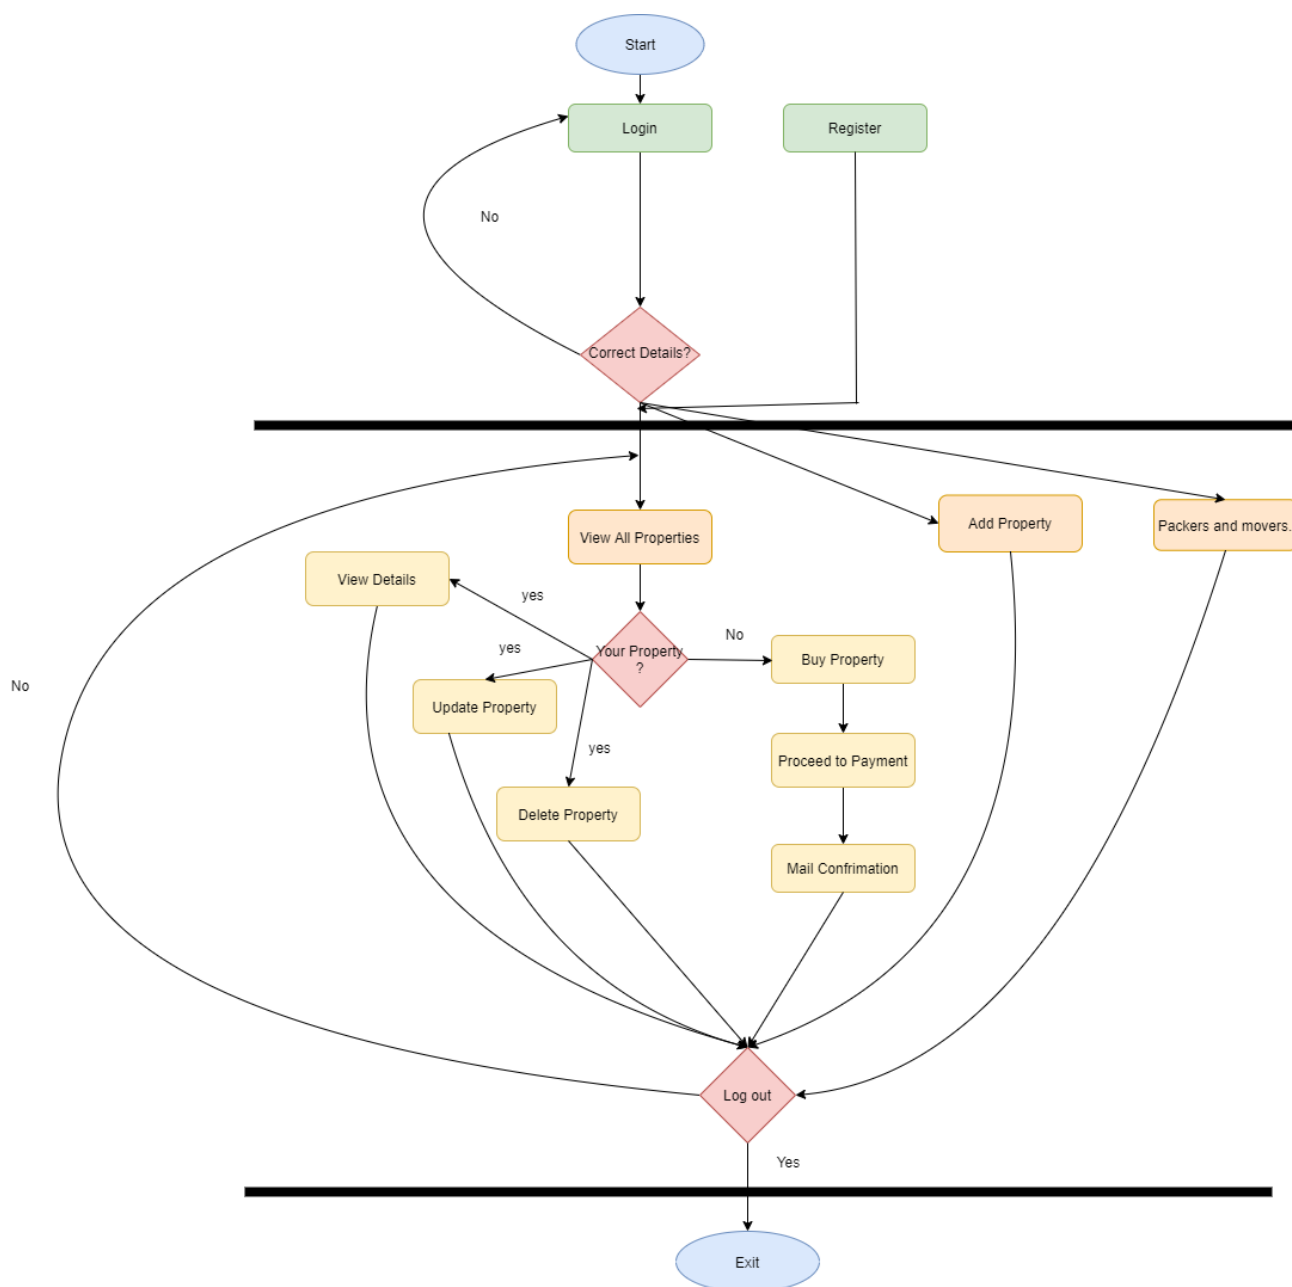 Start
Login
Register
No
Correct Details?
View All Properties
Add Property
Packers and movers.
View Details
yes
Your Property
?
No
Buy Property
yes
Update Property
No
yes
Proceed to Payment
Delete Property
Mail Confrimation
Log out
Yes
Exit